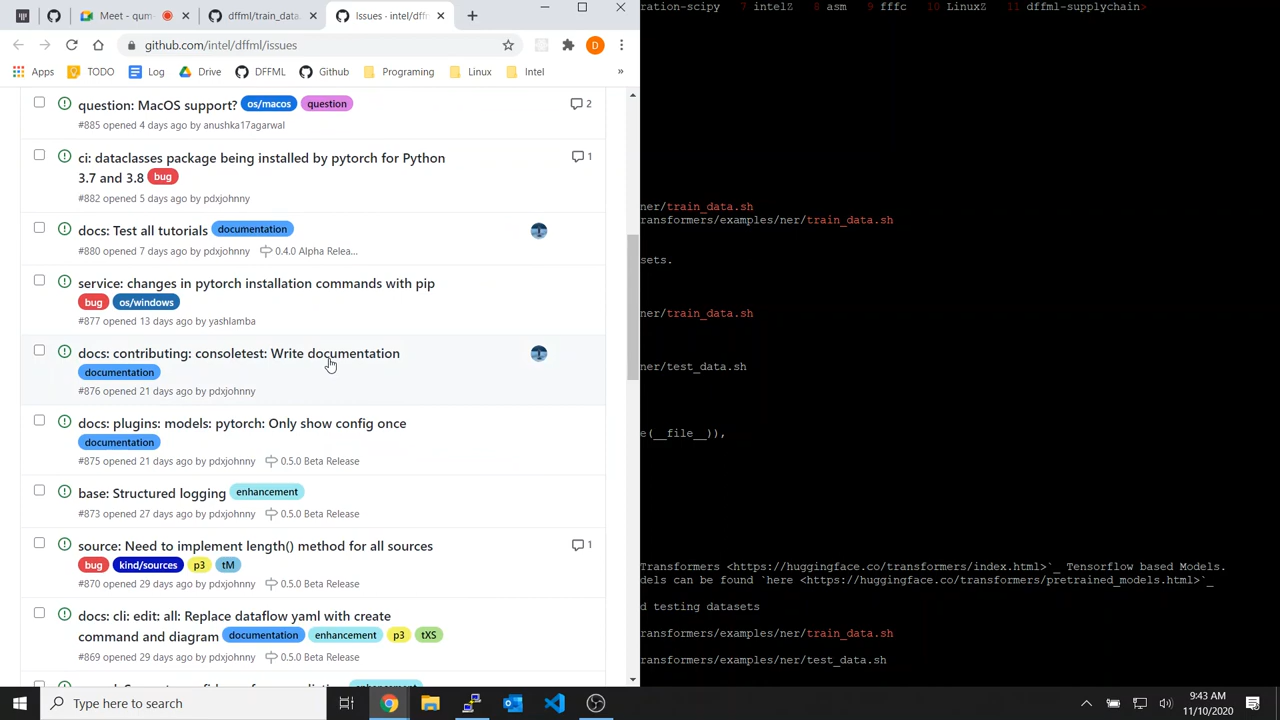 Meet - qum
dffml/train_data.
Issues · intel/dffm
github.com/intel/dffml/issues
D
Apps
TODO
Log
Drive
DFFML
Github
Programing
Linux
Intel
»
question: MacOS support? os/macos question
2
#885 opened 4 days ago by anushka17agarwal
ci: dataclasses package being installed by pytorch for Python
3.7 and 3.8 bug
1
#882 opened 5 days ago by pdxjohnny
docs: Test all tutorials documentation
#880 opened 7 days ago by pdxjohnny 0.4.0 Alpha Relea...
service: changes in pytorch installation commands with pip
bug os/windows
#877 opened 13 days ago by yashlamba
docs: contributing: consoletest: Write documentation
documentation
#876 opened 21 days ago by pdxjohnny
docs: plugins: models: pytorch: Only show config once
documentation
#875 opened 21 days ago by pdxjohnny 0.5.0 Beta Release
base: Structured logging enhancement
#873 opened 27 days ago by pdxjohnny 0.5.0 Beta Release
source: Need to implement length() method for all sources
1
bug kind/sources p3 tM
#870 opened 29 days ago by pdxjohnny 0.5.0 Beta Release
docs: cli: edit: all: Replace dataflow yaml with create
command and diagram documentation enhancement p3 tXS
#869 opened 29 days ago by pdxjohnny 0.5.0 Beta Release
ration-scipy 7 intelZ 8 asm 9 fffc 10 LinuxZ 11 dffml-supplychain>
ner/train_data.sh
ransformers/examples/ner/train_data.sh
sets.
ner/train_data.sh
ner/test_data.sh
e(__file__)),
Transformers <https://huggingface.co/transformers/index.html>`_ Tensorflow based Models.
dels can be found `here <https://huggingface.co/transformers/pretrained_models.html>`_
d testing datasets
ransformers/examples/ner/train_data.sh
ransformers/examples/ner/test_data.sh
Type here to search
9:43 AM
11/10/2020